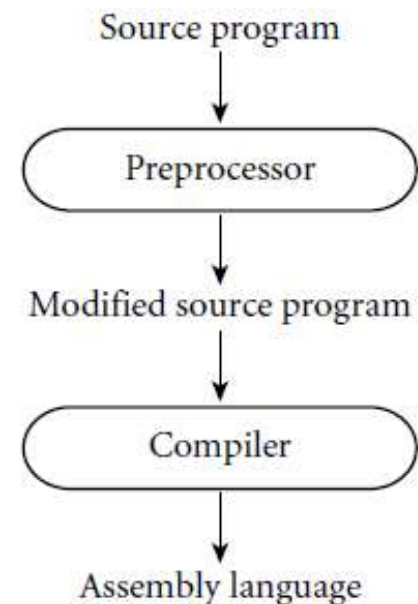 Source program
Preprocessor
Modified source program
Compiler
Assembly language